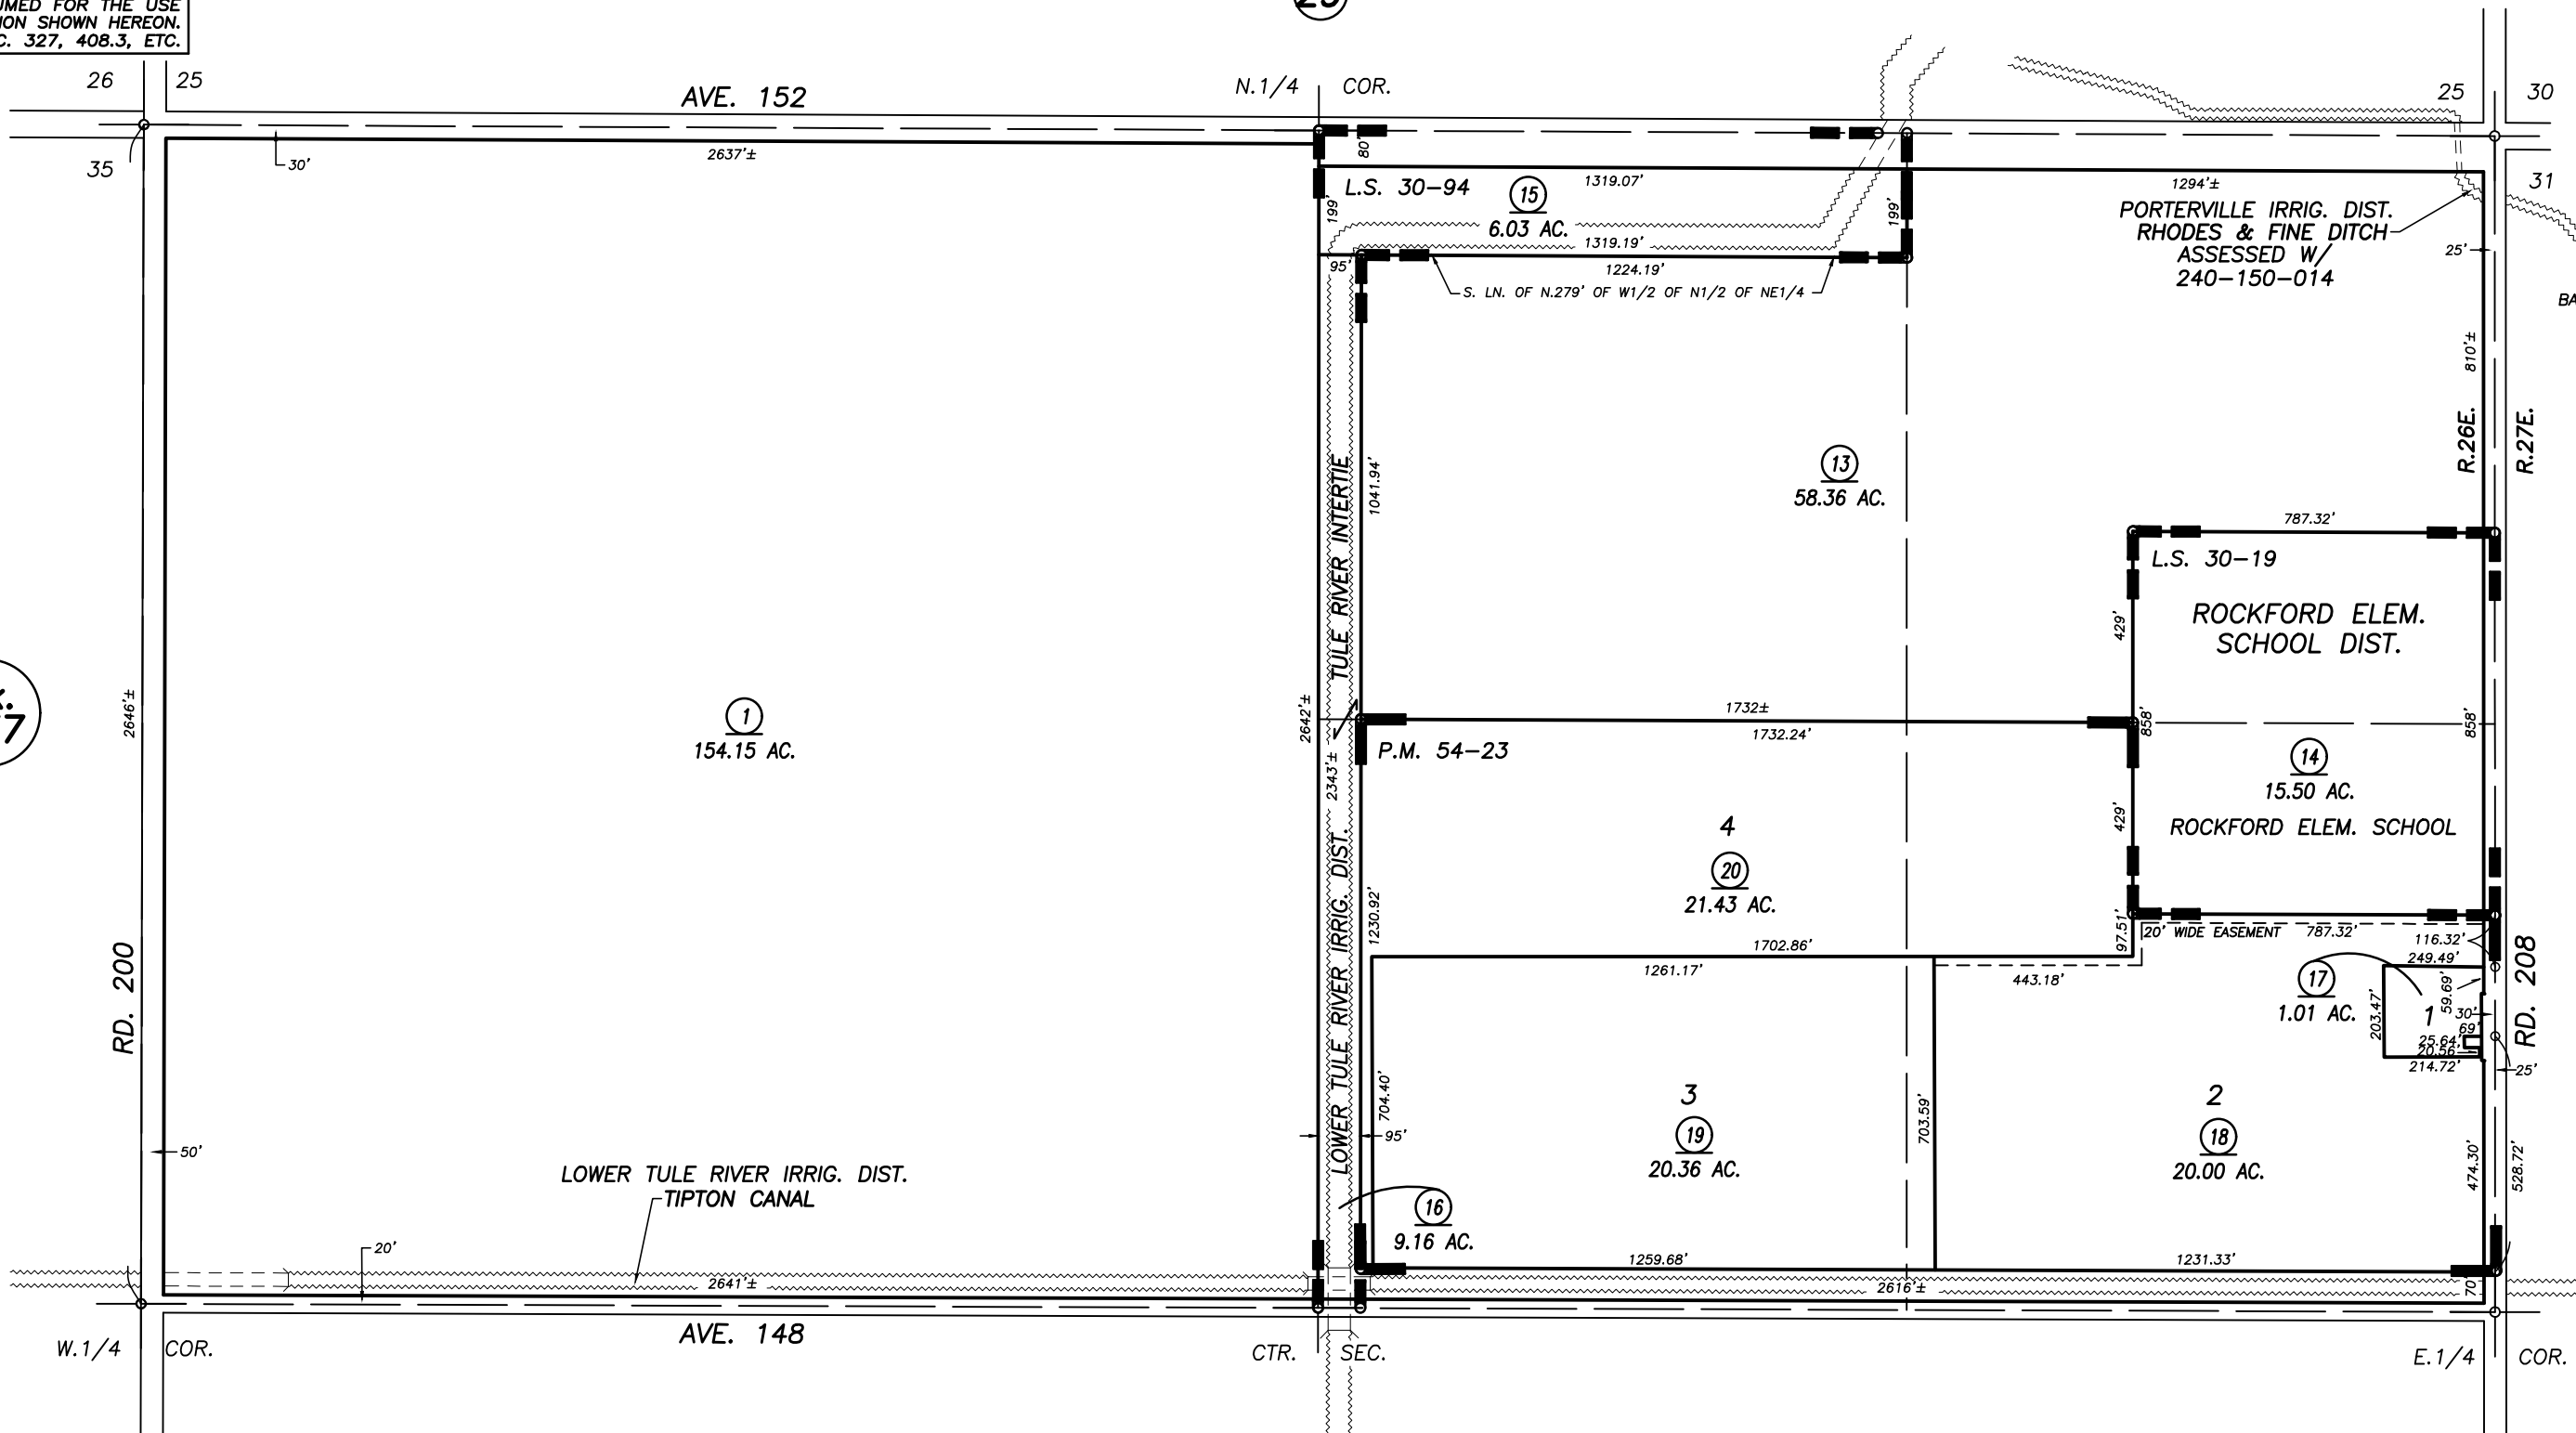 FOR THE USE
SHOWN HEREON.
327, 408.3, ETC.
26
25
AVE. 152
N.1/4 COR.
25
30
35
30'
2637'±
80'
L.S. 30-94
199'
15
6.03 AC.
1319.07'
1319.19'
199'
1294'±
31
PORTERVILLE IRRIG. DIST.
RHODES & FINE DITCH
ASSESSED W/
240-150-014
25'
95'
1224.19'
S. LN. OF N.279' OF W1/2 OF N1/2 OF NE1/4
810'±
R.26E.
R.27E.
TULE RIVER INTERTIE
1041.94'
13
58.36 AC.
787.32'
L.S. 30-19
ROCKFORD ELEM.
SCHOOL DIST.
429'
2646'±
1
154.15 AC.
2642'±
2343'±
1732±
1732.24'
P.M. 54-23
858'
858'
14
15.50 AC.
ROCKFORD ELEM. SCHOOL
429'
4
20
21.43 AC.
LOWER TULE RIVER IRRIG. DIST.
1230.92'
1702.86'
97.51'
20' WIDE EASEMENT
787.32'
116.32'
RD. 200
RD. 208
1261.17'
443.18'
249.49'
17
1.01 AC.
203.47'
59.69'
1
30'
69'
25.64'
20.56'
214.72'
25'
704.40'
95'
3
19
20.36 AC.
703.59'
2
18
20.00 AC.
474.30'
528.72'
50'
LOWER TULE RIVER IRRIG. DIST.
TIPTON CANAL
16
9.16 AC.
20'
2641'±
1259.68'
1231.33'
2616'±
70'
AVE. 148
W.1/4 COR.
CTR. SEC.
E.1/4 COR.